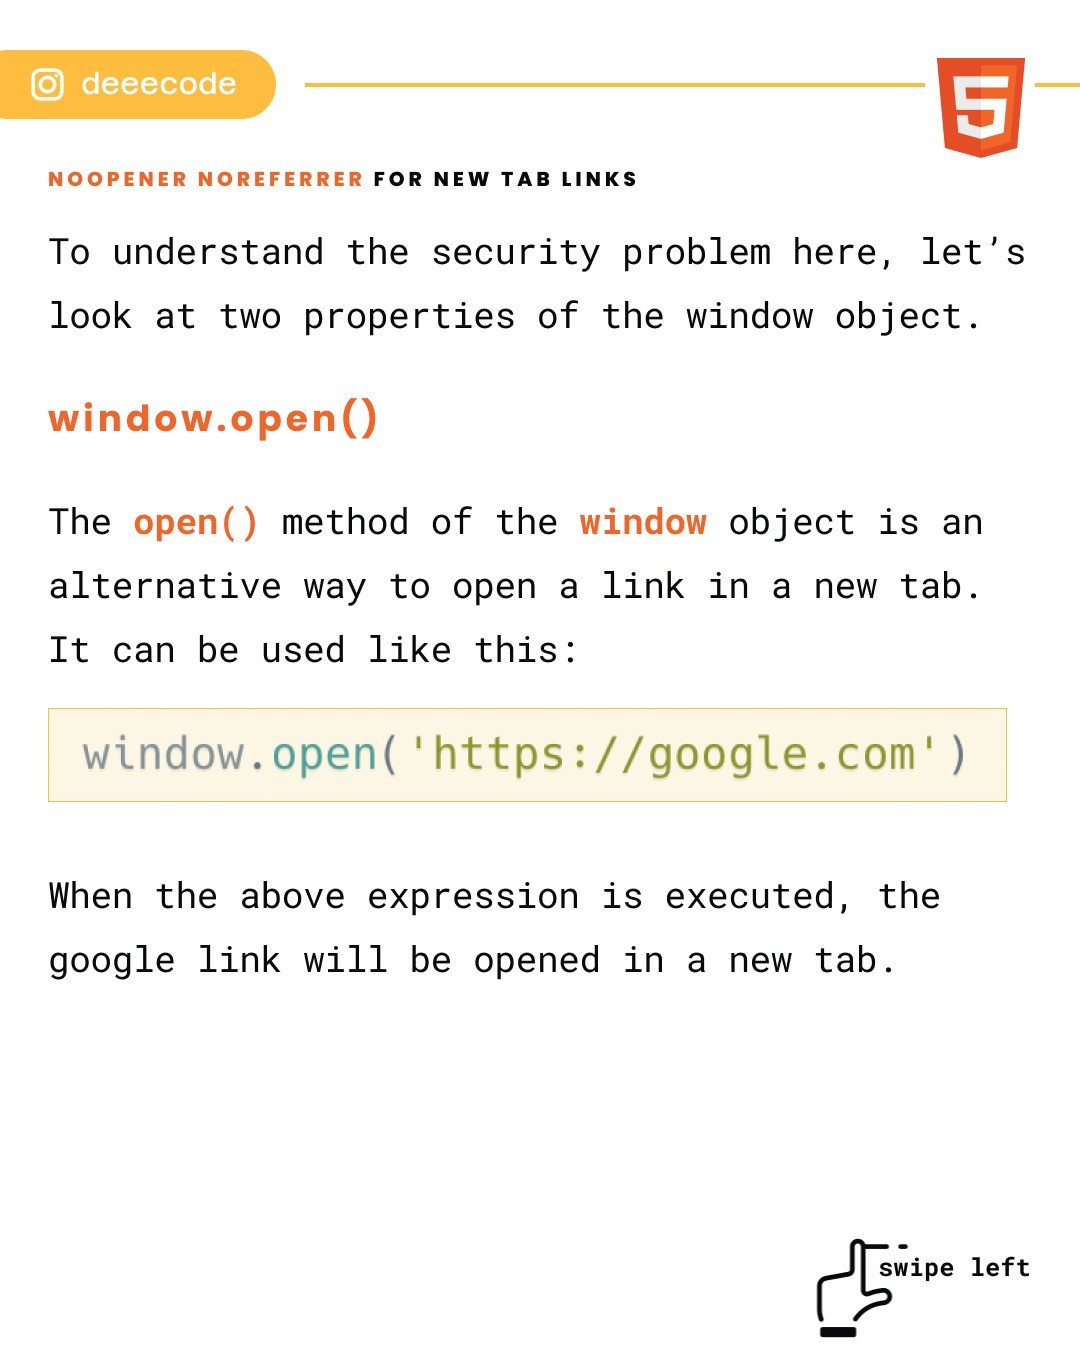 deeecode
NOOPENER NOREFERRER FOR NEW TAB LINKS
To understand the security problem here, let’s
look at two properties of the window object.
window.open()
The open() method of the window object is an
alternative way to open a link in a new tab.
It can be used like this:
window.open('https://google.com')
When the above expression is executed, the
google link will be opened in a new tab.
swipe left